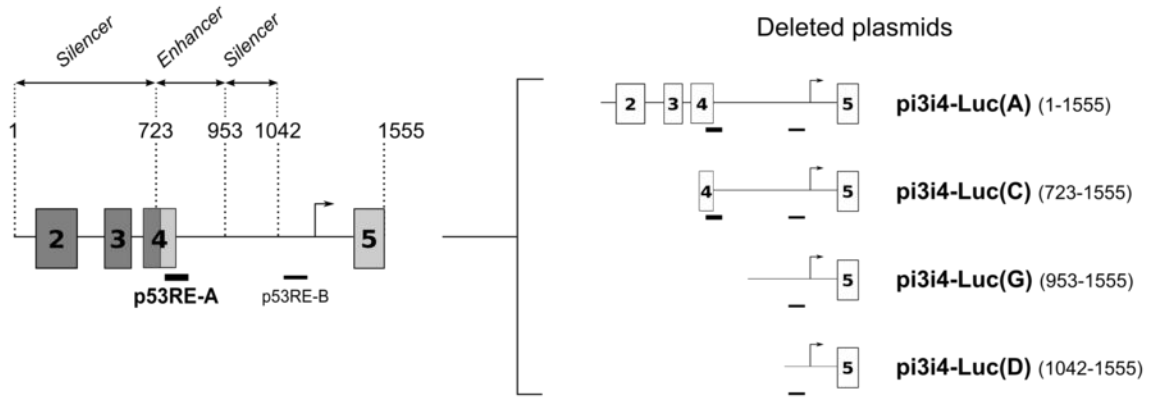 Silencer Enhancer Silencer
1 723 953 1042 1555
2 3 4 5
p53RE-A p53RE-B
Deleted plasmids
2 3 4 5 pi3i4-Luc(A) (1-1555)
4 5 pi3i4-Luc(C) (723-1555)
5 pi3i4-Luc(G) (953-1555)
5 pi3i4-Luc(D) (1042-1555)